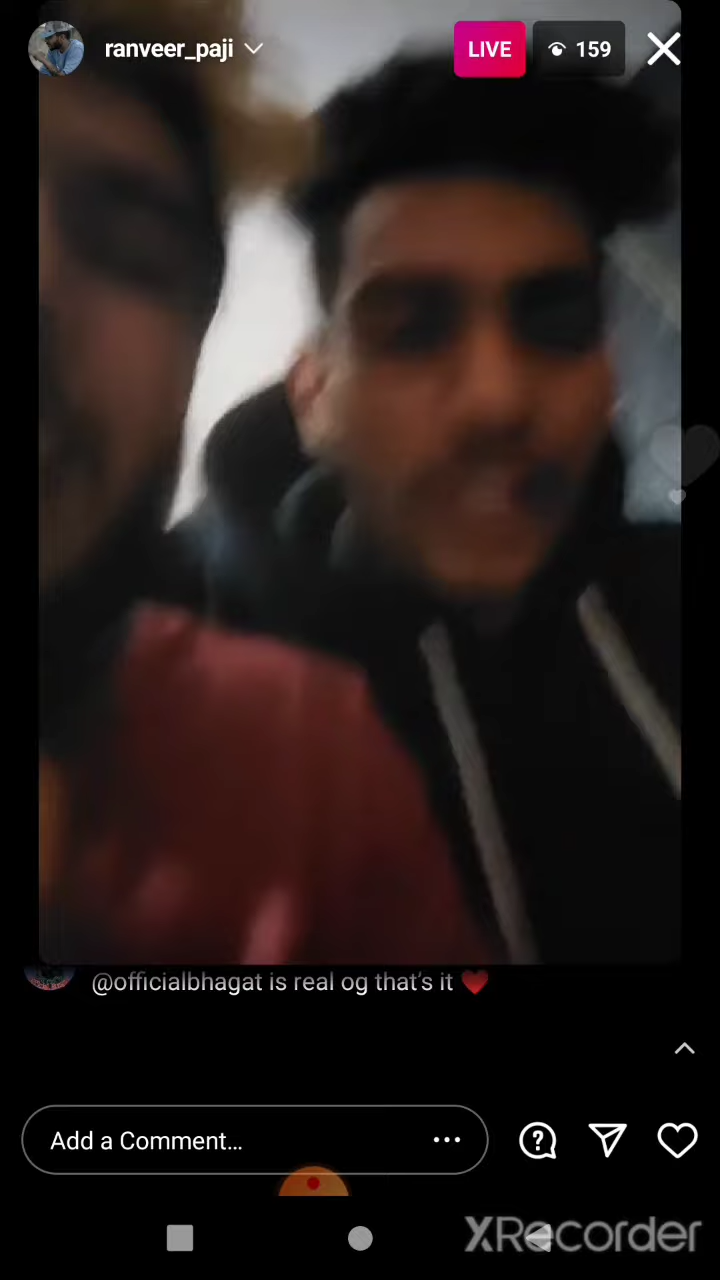 ranveer_paji
LIVE
159
@officialbhagat is real og that's it ❤️
Add a Comment...
XRecorder